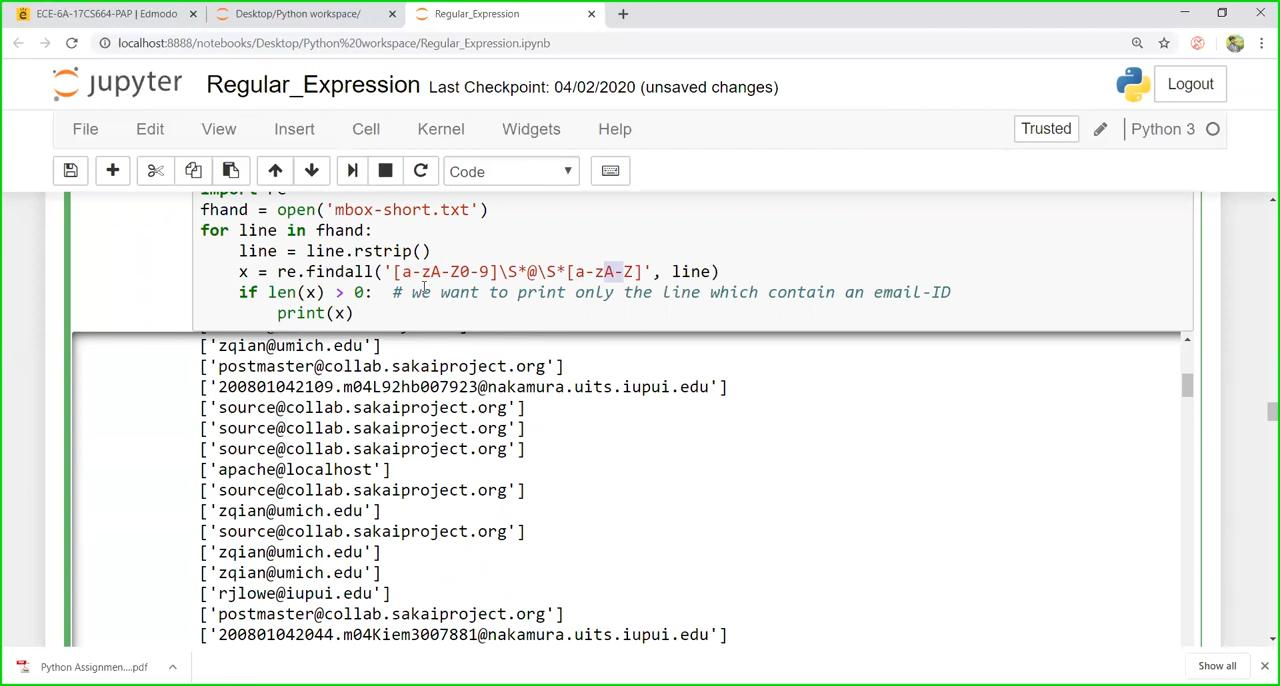 ECE-6A-17CS664-PAP | Edmodo
Desktop/Python workspace/
Regular_Expression
localhost:8888/notebooks/Desktop/Python%20workspace/Regular_Expression.ipynb
jupyter Regular_Expression Last Checkpoint: 04/02/2020 (unsaved changes) Logout
File Edit View Insert Cell Kernel Widgets Help Trusted Python 3
Code
import re
fhand = open('mbox-short.txt')
for line in fhand:
    line = line.rstrip()
    x = re.findall('[a-zA-Z0-9]\S*@\S*[a-zA-Z]', line)
    if len(x) > 0:  # we want to print only the line which contain an email-ID
        print(x)
['zqian@umich.edu']
['postmaster@collab.sakaiproject.org']
['200801042109.m04L92hb007923@nakamura.uits.iupui.edu']
['source@collab.sakaiproject.org']
['source@collab.sakaiproject.org']
['source@collab.sakaiproject.org']
['apache@localhost']
['source@collab.sakaiproject.org']
['zqian@umich.edu']
['source@collab.sakaiproject.org']
['zqian@umich.edu']
['zqian@umich.edu']
['rjlowe@iupui.edu']
['postmaster@collab.sakaiproject.org']
['200801042044.m04Kiem3007881@nakamura.uits.iupui.edu']
Python Assignmen....pdf
Show all